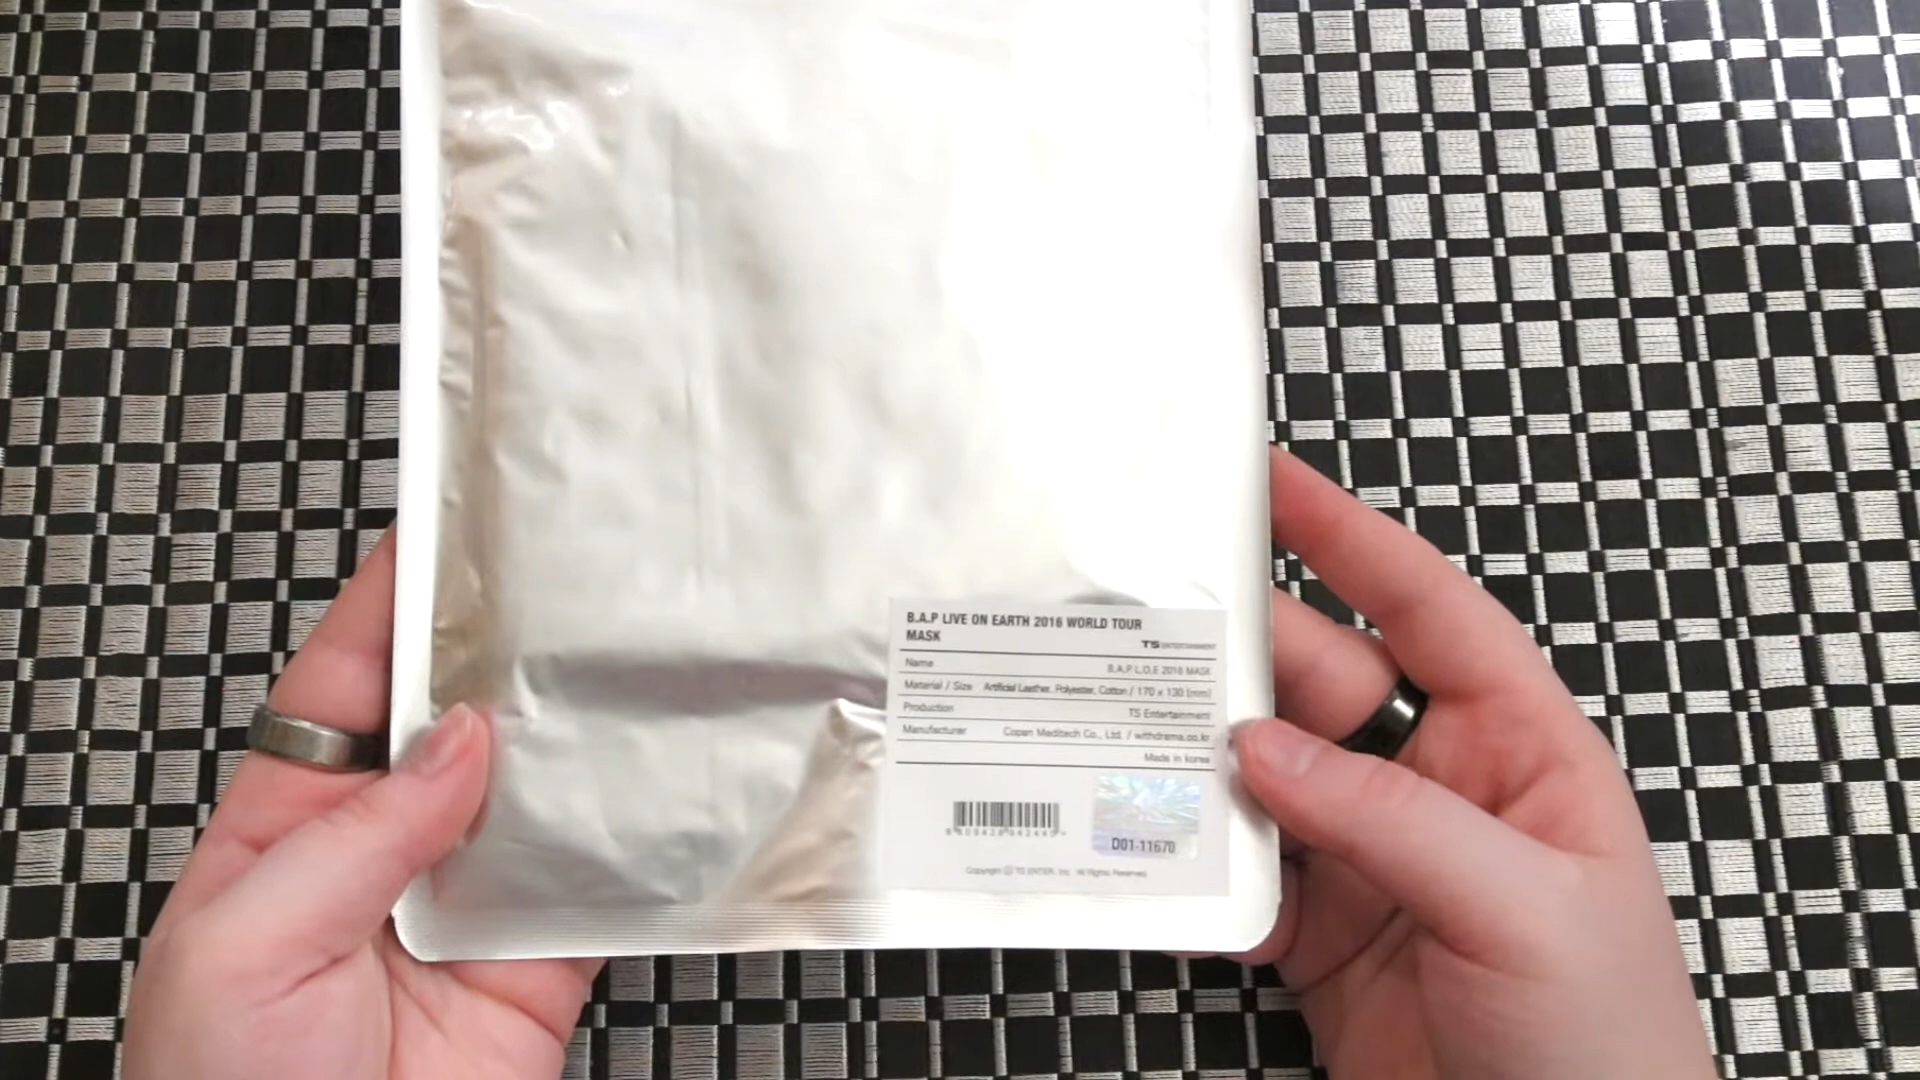 B.A.P LIVE ON EARTH 2016 WORLD TOUR
MASK
TS ENTERTAINMENT
Name B.A.P L.O.E 2016 MASK
Material / Size Artificial Leather, Polyester, Cotton / 170 x 130 (mm)
Production TS Entertainment
Manufacturer Copan Meditech Co., Ltd. / withdrama.co.kr
Made in korea
D01-11670
Copyright ⓒ TS ENTER. Inc. All Rights Reserved.